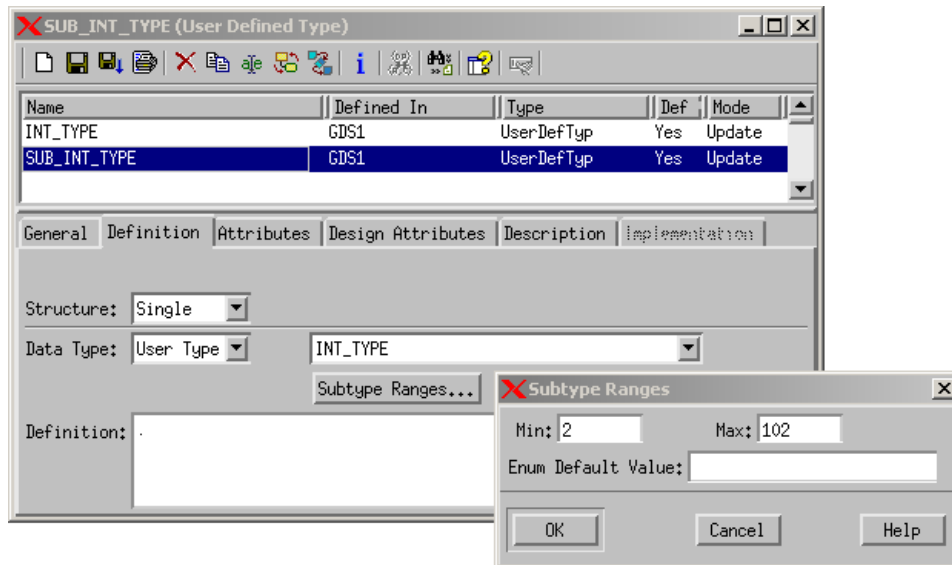 SUB_INT_TYPE (User Defined Type)
Name Defined In Type Def Mode
INT_TYPE GDS1 UserDefTyp Yes Update
SUB_INT_TYPE GDS1 UserDefTyp Yes Update
General Definition Attributes Design Attributes Description Implementation
Structure: Single
Data Type: User Type INT_TYPE
Subtype Ranges...
Definition: .
Subtype Ranges
Min: 2 Max: 102
Enum Default Value:
OK Cancel Help